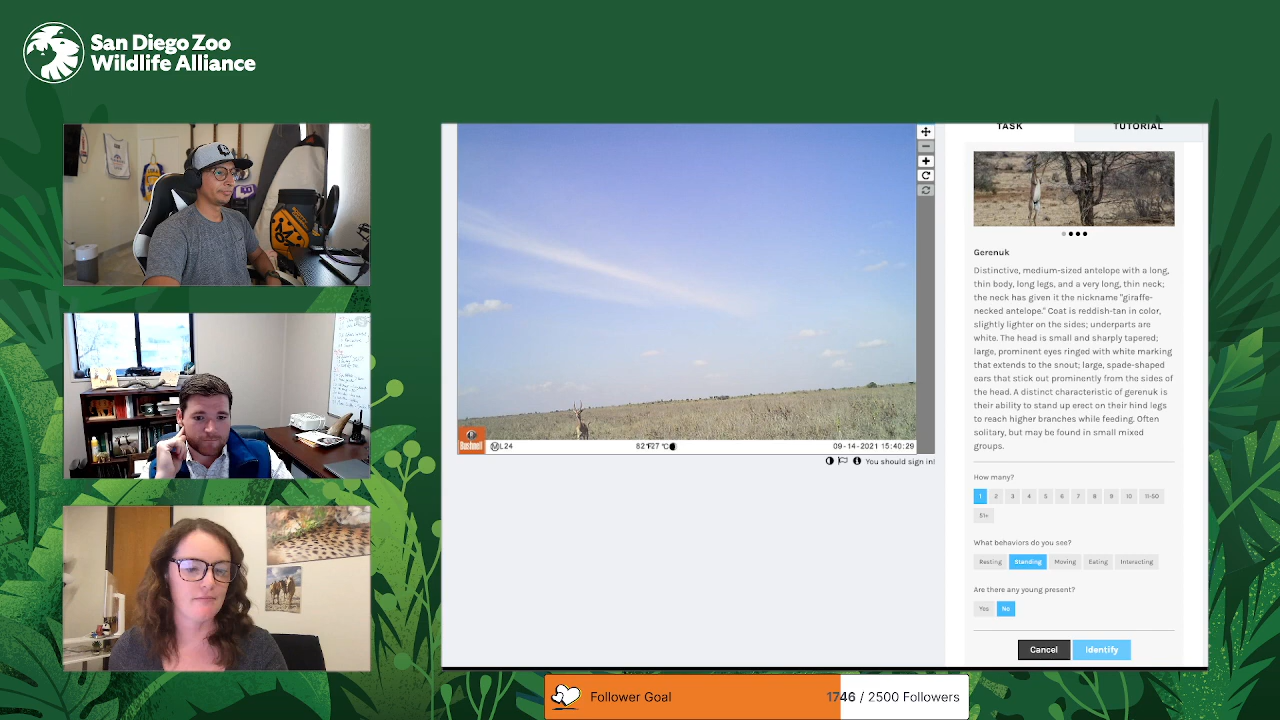 San Diego Zoo
Wildlife Alliance
TASK
TUTORIAL
Gerenuk
Distinctive, medium-sized antelope with a long,
thin body, long legs, and a very long, thin neck;
the neck has given it the nickname "giraffe-
necked antelope." Coat is reddish-tan in color,
slightly lighter on the sides; underparts are
white. The head is small and sharply tapered;
large, prominent eyes ringed with white marking
that extends to the snout; large, spade-shaped
ears that stick out prominently from the sides of
the head. A distinct characteristic of gerenuk is
their ability to stand up erect on their hind legs
to reach higher branches while feeding. Often
solitary, but may be found in small mixed
groups.
How many?
1 2 3 4 5 6 7 8 9 10 11-50
51+
What behaviors do you see?
Resting Standing Moving Eating Interacting
Are there any young present?
Yes No
Cancel Identify
Bushnell
L24
82°F27°C
09-14-2021 15:40:29
You should sign in!
Follower Goal
1746 / 2500 Followers